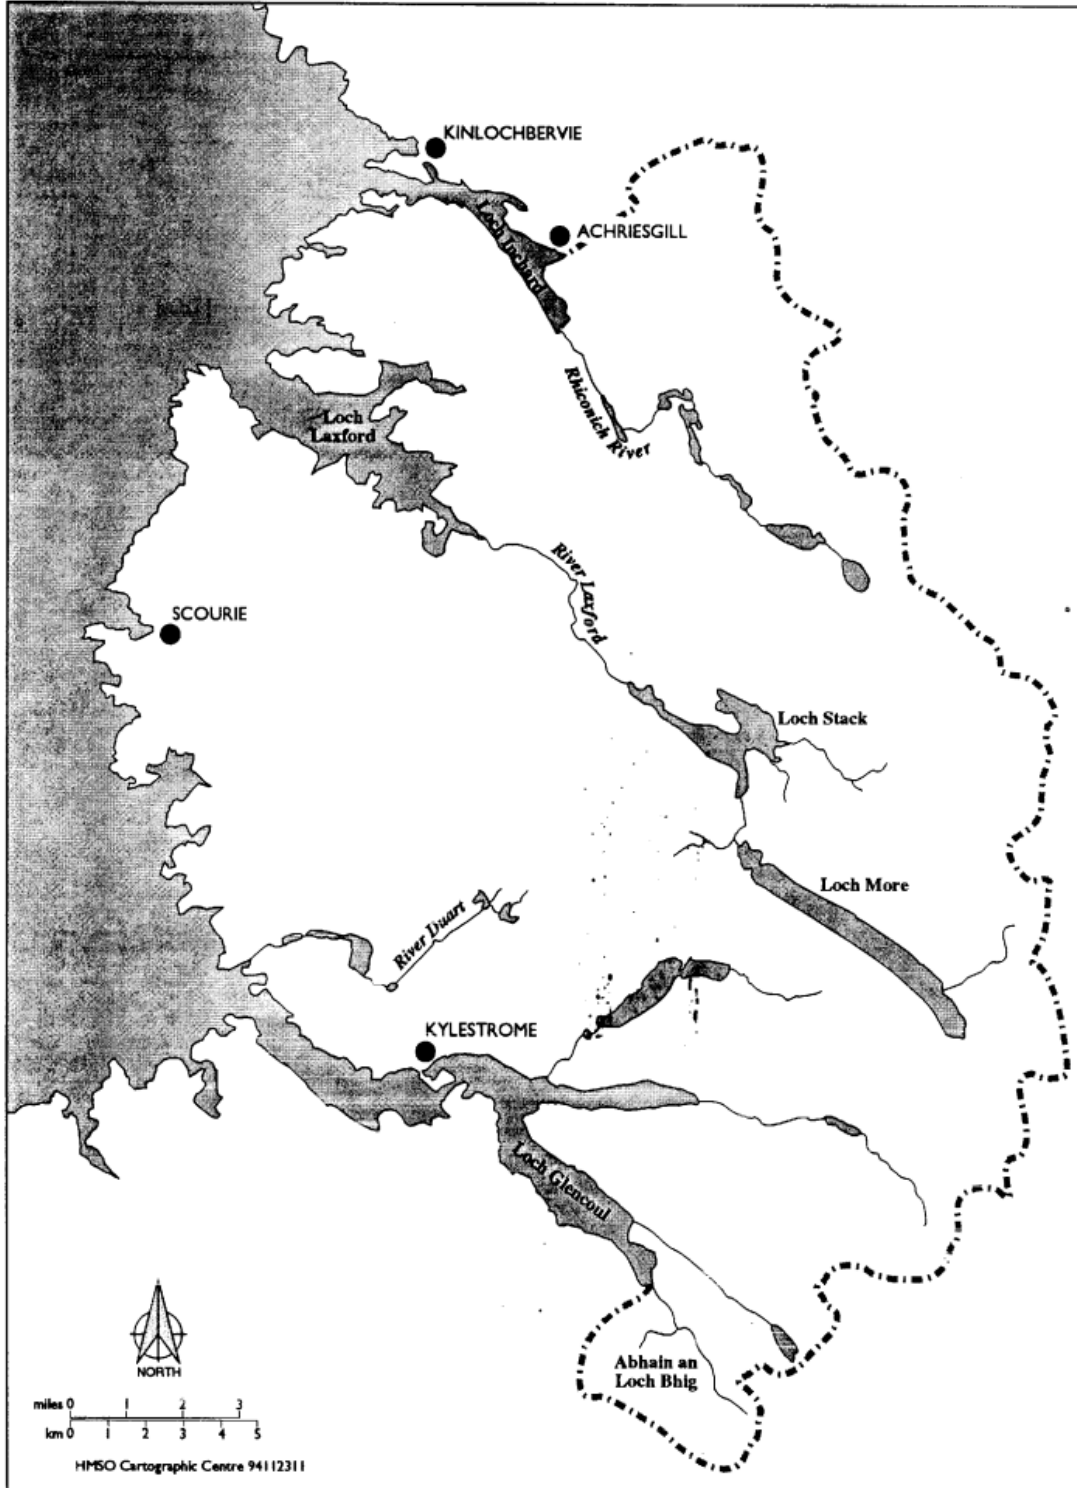 KINLOCHBERVIE
ACHRIESGILL
Loch Inchard
Rhiconich River
Loch
Laxford
River Laxford
SCOURIE
Loch Stack
Loch More
River Duart
KYLESTROME
Loch Glencoul
Abhain an
Loch Bhig
NORTH
miles 0 1 2 3
km 0 1 2 3 4 5
HMSO Cartographic Centre 94112311